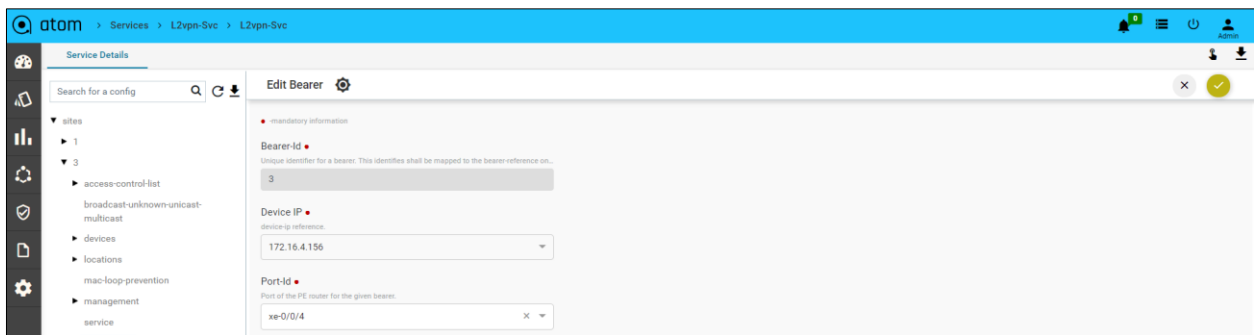 atom > Services > L2vpn-Svc > L2vpn-Svc
0
Admin
Service Details
Search for a config
Edit Bearer
sites
1
3
access-control-list
broadcast-unknown-unicast-
multicast
devices
locations
mac-loop-prevention
management
service
-mandatory information
Bearer-Id
Unique identifier for a bearer. This identifies shall be mapped to the bearer-reference on...
3
Device IP
device-ip reference.
172.16.4.156
Port-Id
Port of the PE router for the given bearer.
xe-0/0/4